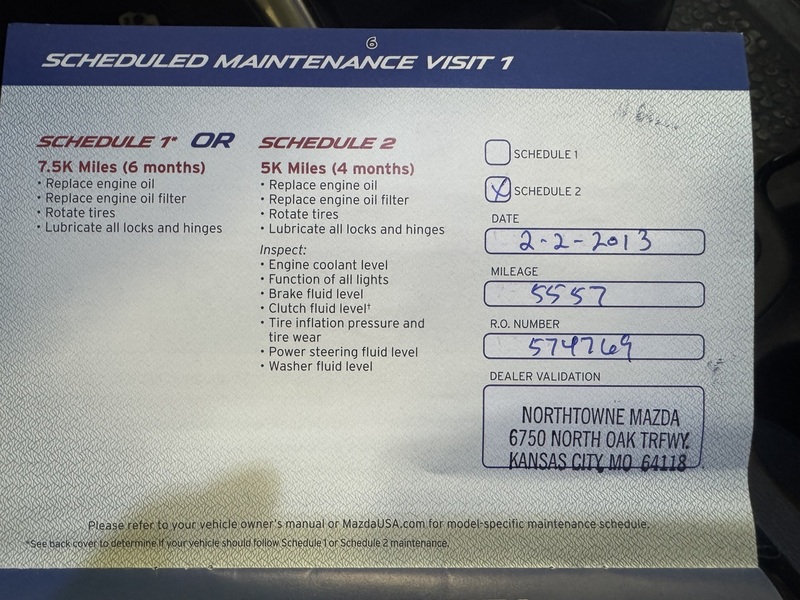 6
SCHEDULED MAINTENANCE VISIT 1
SCHEDULE 1* OR SCHEDULE 2
7.5K Miles (6 months)
• Replace engine oil
• Replace engine oil filter
• Rotate tires
• Lubricate all locks and hinges
5K Miles (4 months)
• Replace engine oil
• Replace engine oil filter
• Rotate tires
• Lubricate all locks and hinges
Inspect:
• Engine coolant level
• Function of all lights
• Brake fluid level
• Clutch fluid level†
• Tire inflation pressure and
tire wear
• Power steering fluid level
• Washer fluid level
SCHEDULE 1
X SCHEDULE 2
DATE
2-2-2013
MILEAGE
5557
R.O. NUMBER
574769
DEALER VALIDATION
NORTHTOWNE MAZDA
6750 NORTH OAK TRFWY.
KANSAS CITY, MO 64118
Please refer to your vehicle owner's manual or MazdaUSA.com for model-specific maintenance schedule.
*See back cover to determine if your vehicle should follow Schedule 1 or Schedule 2 maintenance.